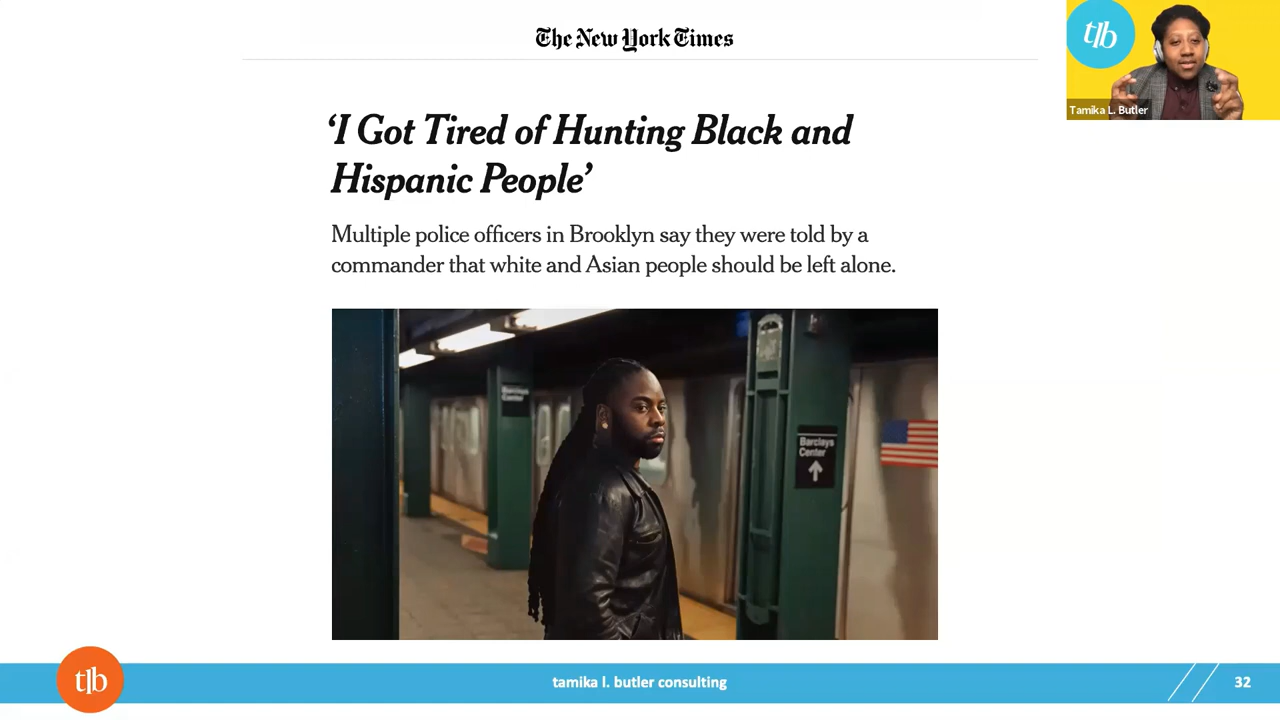 The New York Times
tlb
Tamika L. Butler
‘I Got Tired of Hunting Black and
Hispanic People’
Multiple police officers in Brooklyn say they were told by a
commander that white and Asian people should be left alone.
Barclays
Center
Barclays
Center
tlb
tamika l. butler consulting
32